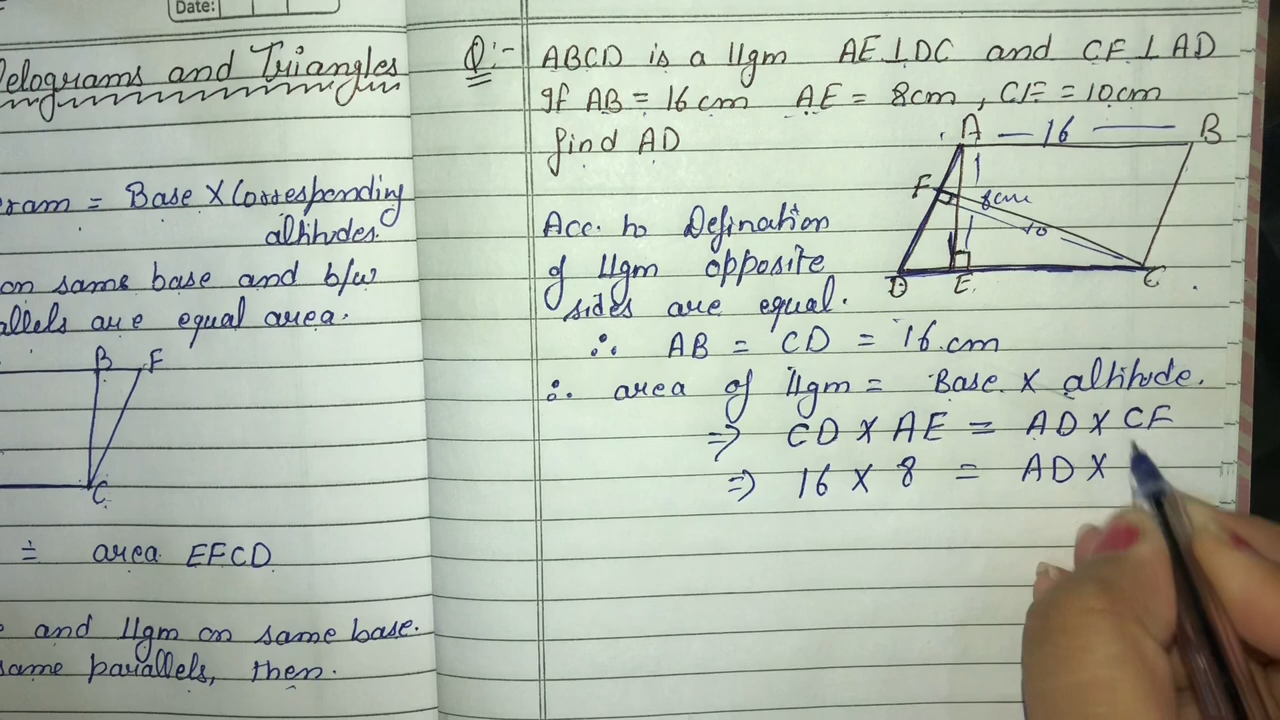 Date:
and Triangles
= Base X Corresponding
altitudes.
on same base and b/w
are equal area.
B F
C
= area EFCD
and llgm on same base.
same parallels, then.
Q:- ABCD is a llgm AE⊥DC and CF⊥AD
If AB = 16 cm AE = 8cm, CF = 10cm
find AD
A 16 B
F 8cm
10
D E C
Acc. to Defination
of llgm opposite
sides are equal.
∴ AB = CD = 16 cm
∴ area of llgm = Base X altitude.
⇒ CD X AE = AD X CF
⇒ 16 X 8 = AD X